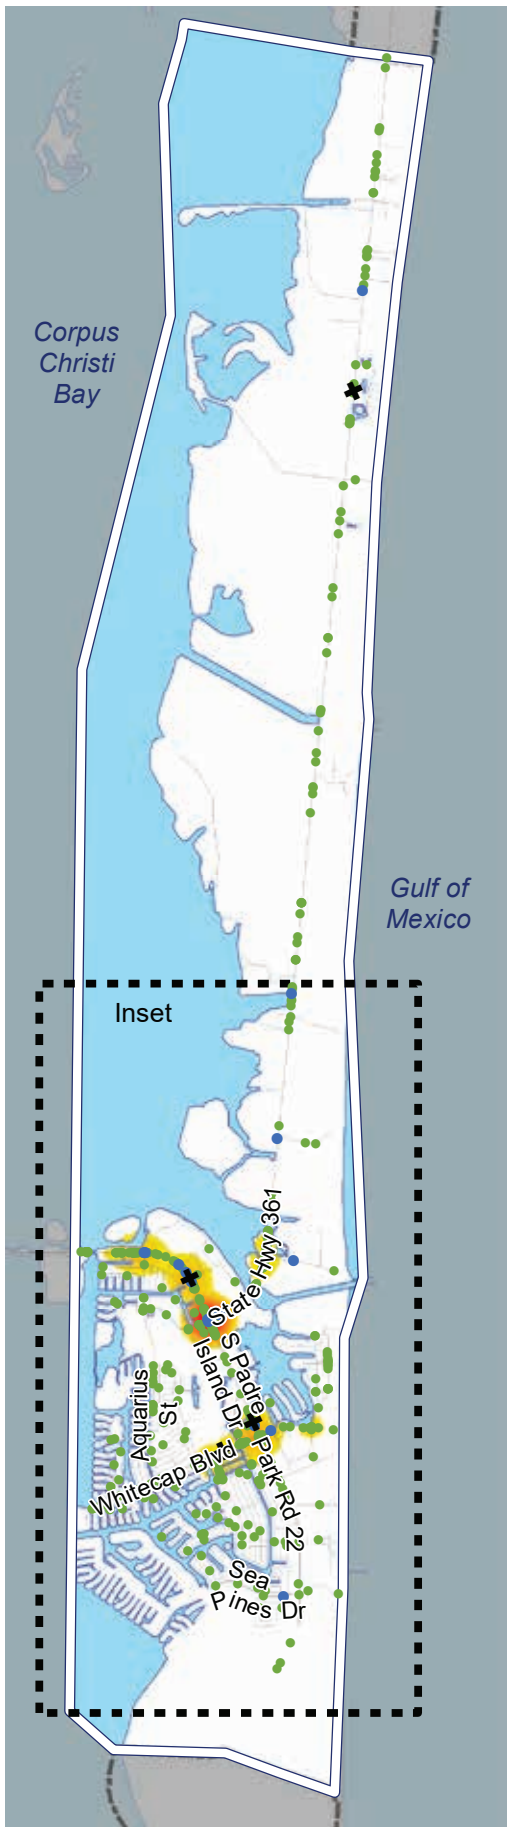 Corpus
Christi
Bay
Gulf of
Mexico
Inset
State Hwy 361
S Padre
Island Dr
Aquarius
St
Park Rd 22
Whitecap Blvd
Sea
Pines Dr